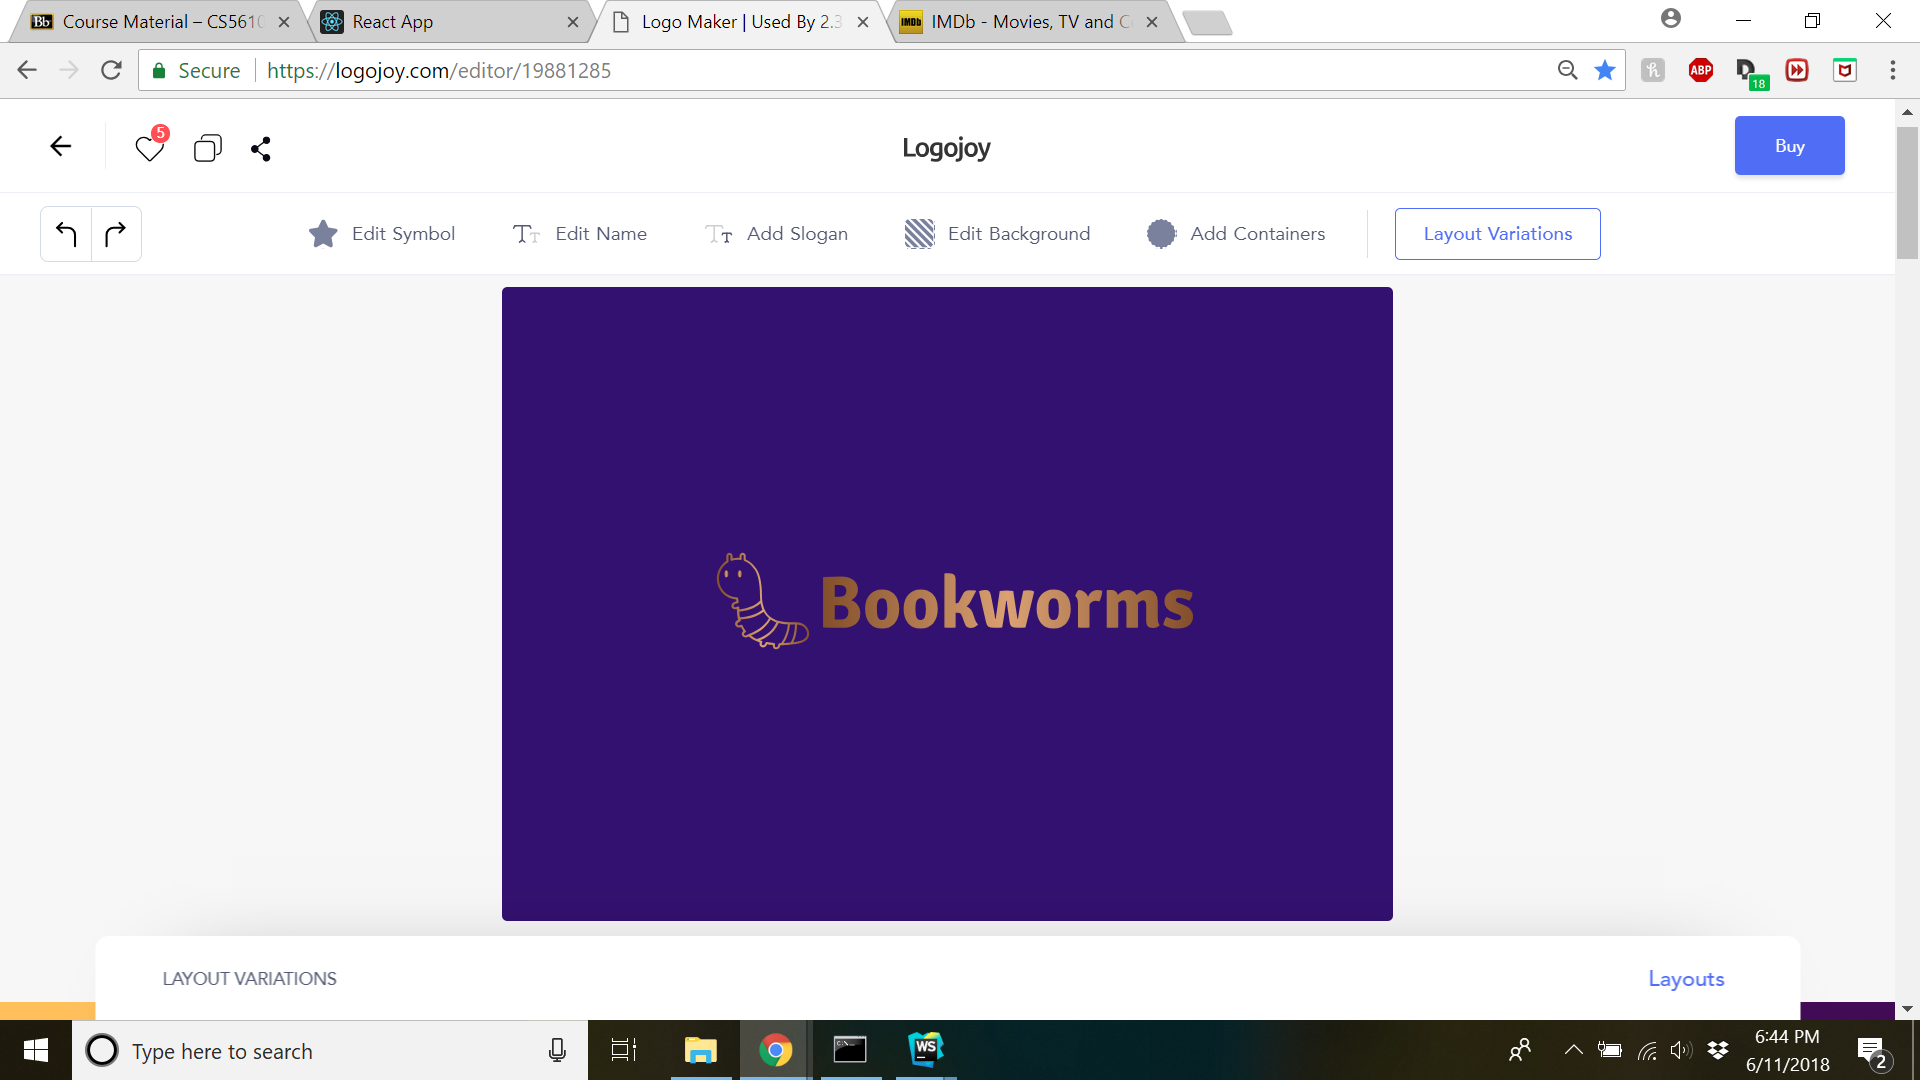 Course Material – CS561
React App
Logo Maker | Used By 2.3
IMDb - Movies, TV and C
Secure
https://logojoy.com/editor/19881285
ABP
18
5
Logojoy
Buy
Edit Symbol
Edit Name
Add Slogan
Edit Background
Add Containers
Layout Variations
Bookworms
LAYOUT VARIATIONS
Layouts
Type here to search
WS
6:44 PM
6/11/2018
2